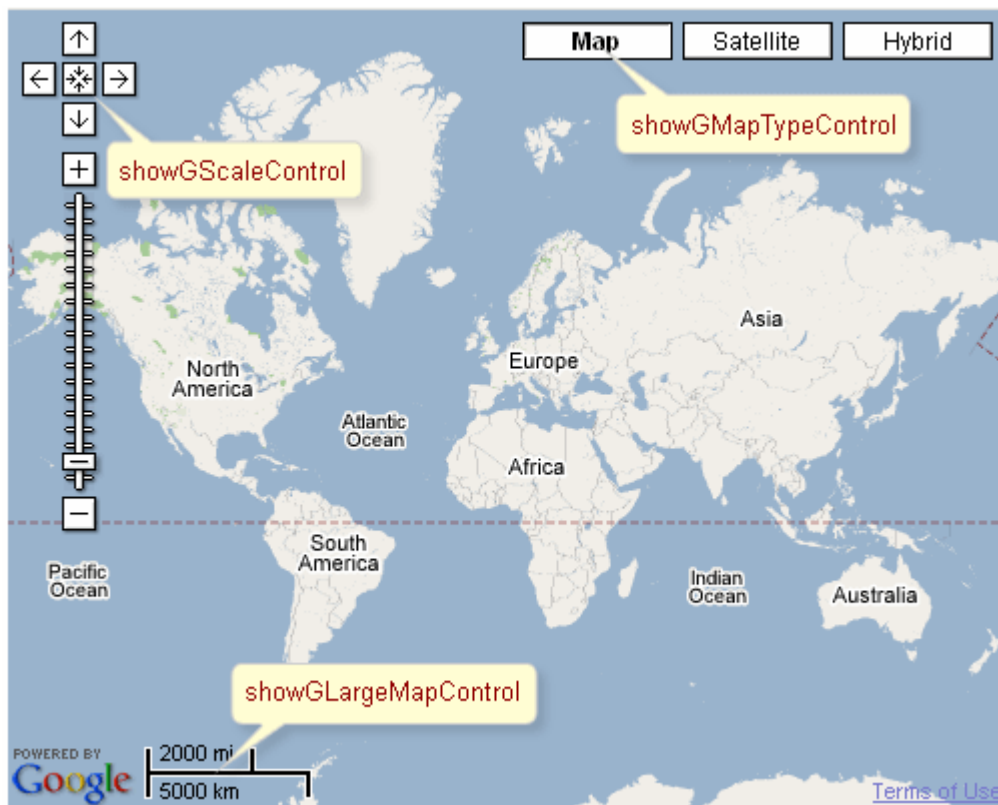 Map
Satellite
Hybrid
showGMapTypeControl
showGScaleControl
Asia
Europe
North
America
Atlantic
Ocean
Africa
South
America
Pacific
Ocean
Indian
Ocean
Australia
showGLargeMapControl
POWERED BY
Google
2000 mi
5000 km
Terms of Use